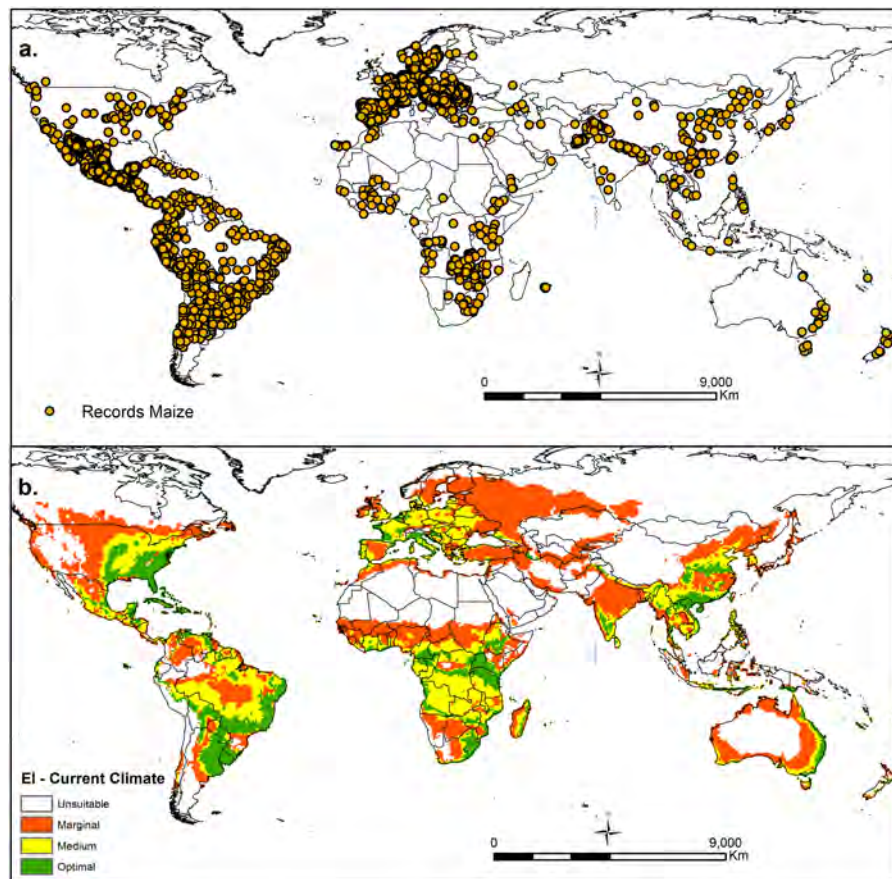 a.
0
9,000
Km
Records Maize
b.
EI - Current Climate
Unsuitable
Marginal
Medium
Optimal
0
9,000
Km